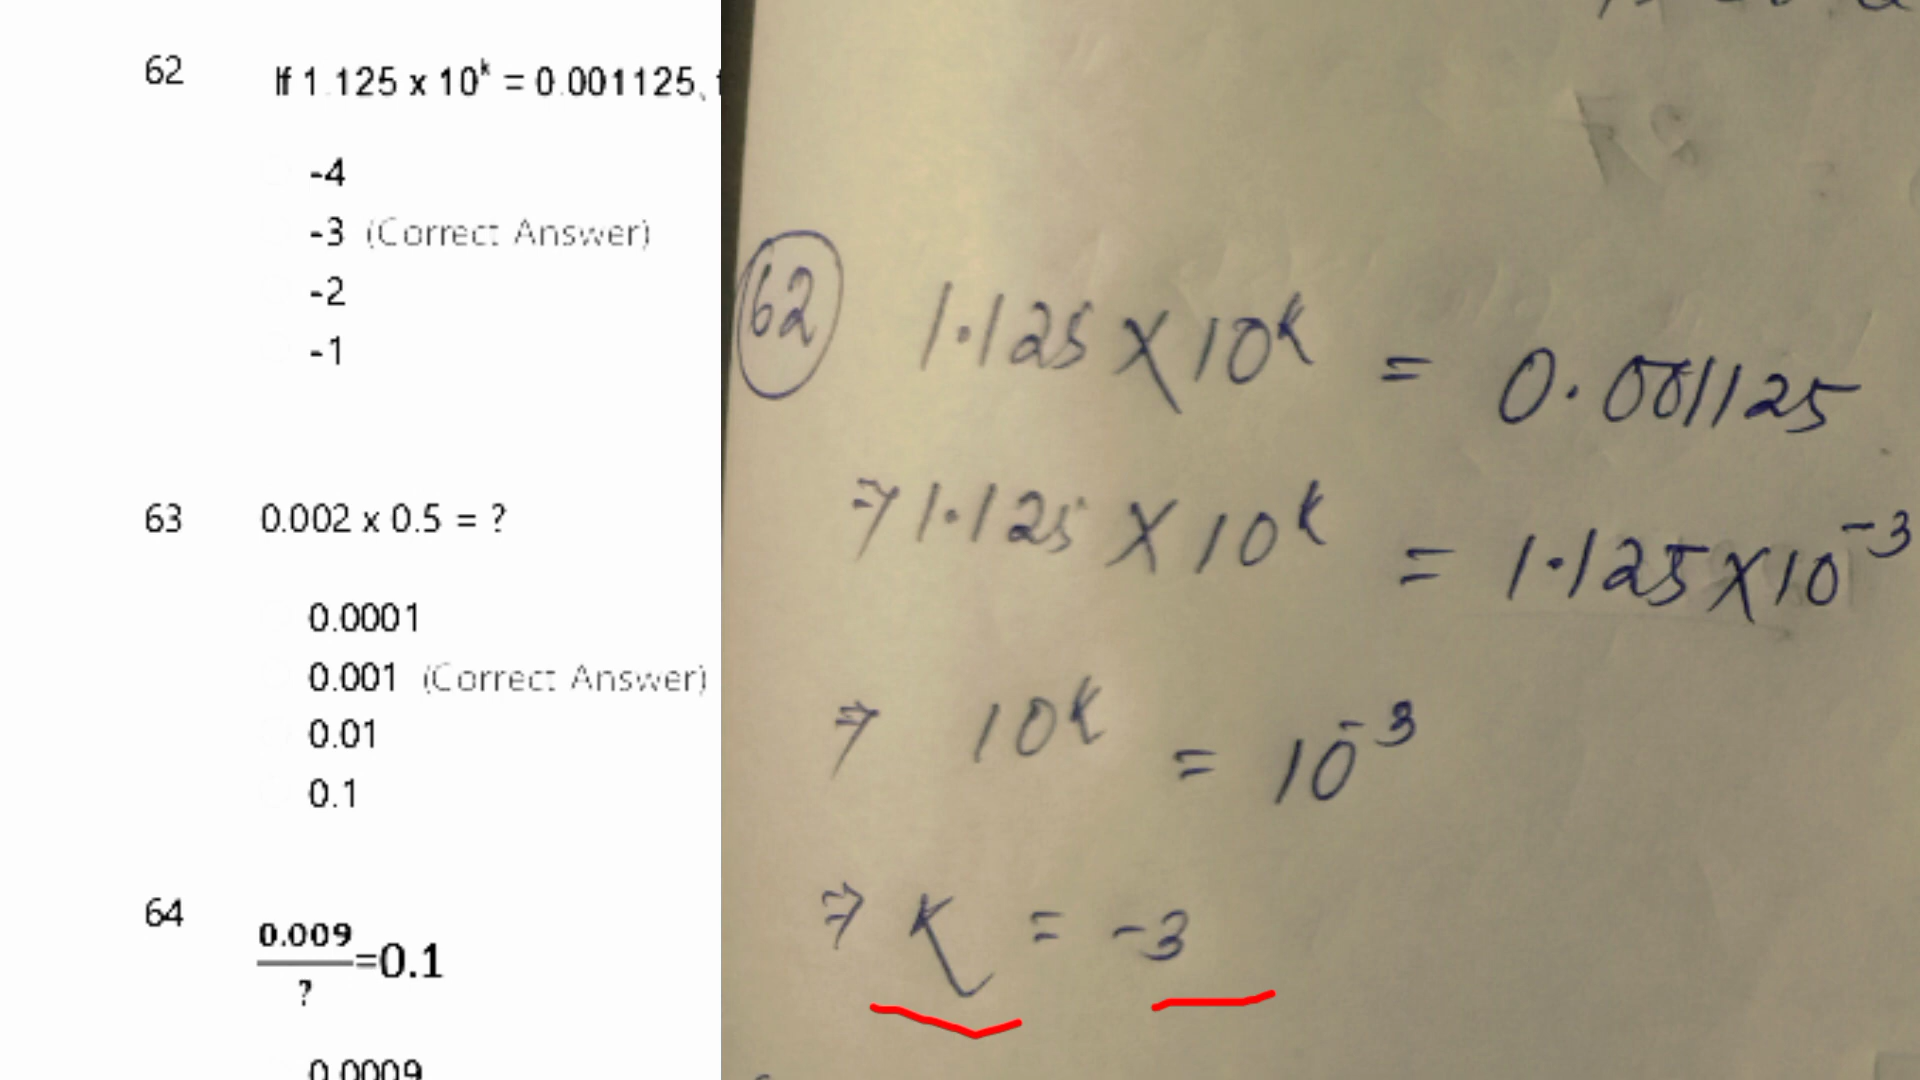 62 If 1.125 x 10ᵏ = 0.001125,
-4
-3 (Correct Answer)
-2
-1
63 0.002 x 0.5 = ?
0.0001
0.001 (Correct Answer)
0.01
0.1
64 0.009/? = 0.1
0.0009
62 1.125 X 10ᵏ = 0.001125
⇒ 1.125 X 10ᵏ = 1.125 X 10⁻³
⇒ 10ᵏ = 10⁻³
⇒ K = -3